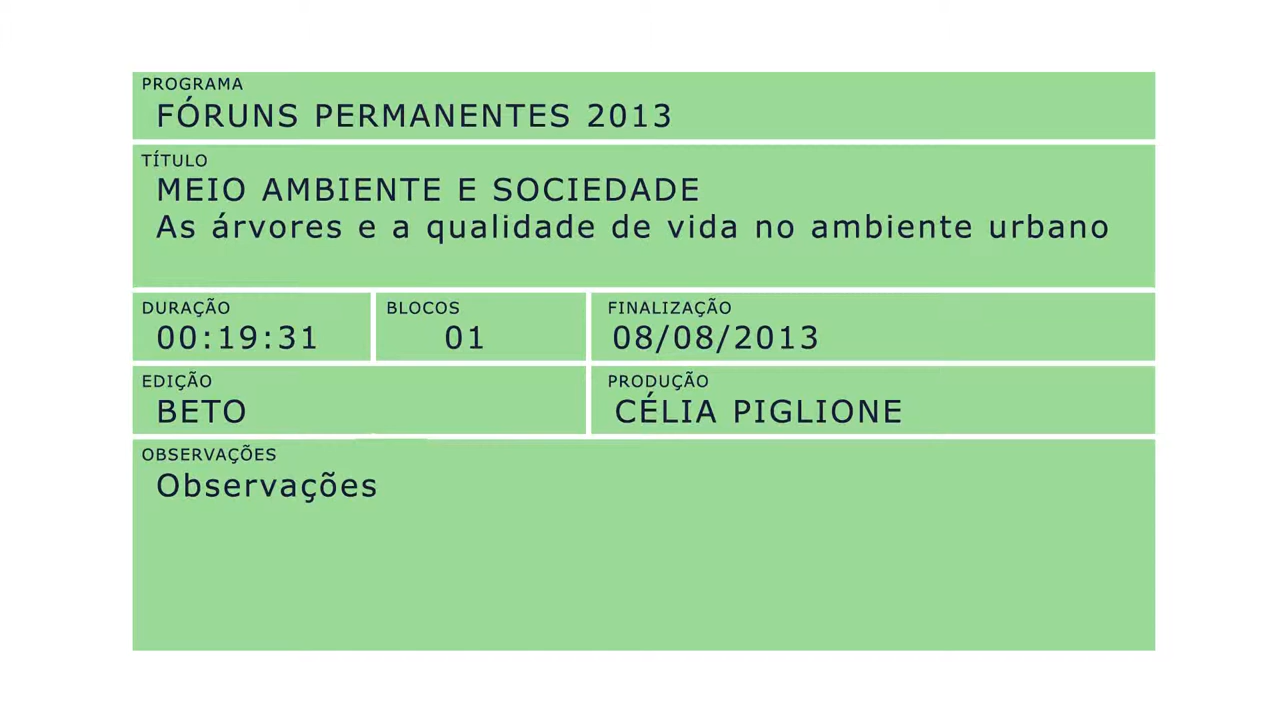 PROGRAMA
FÓRUNS PERMANENTES 2013
TÍTULO
MEIO AMBIENTE E SOCIEDADE
As árvores e a qualidade de vida no ambiente urbano
DURAÇÃO
00:19:31
BLOCOS
01
FINALIZAÇÃO
08/08/2013
EDIÇÃO
BETO
PRODUÇÃO
CÉLIA PIGLIONE
OBSERVAÇÕES
Observações